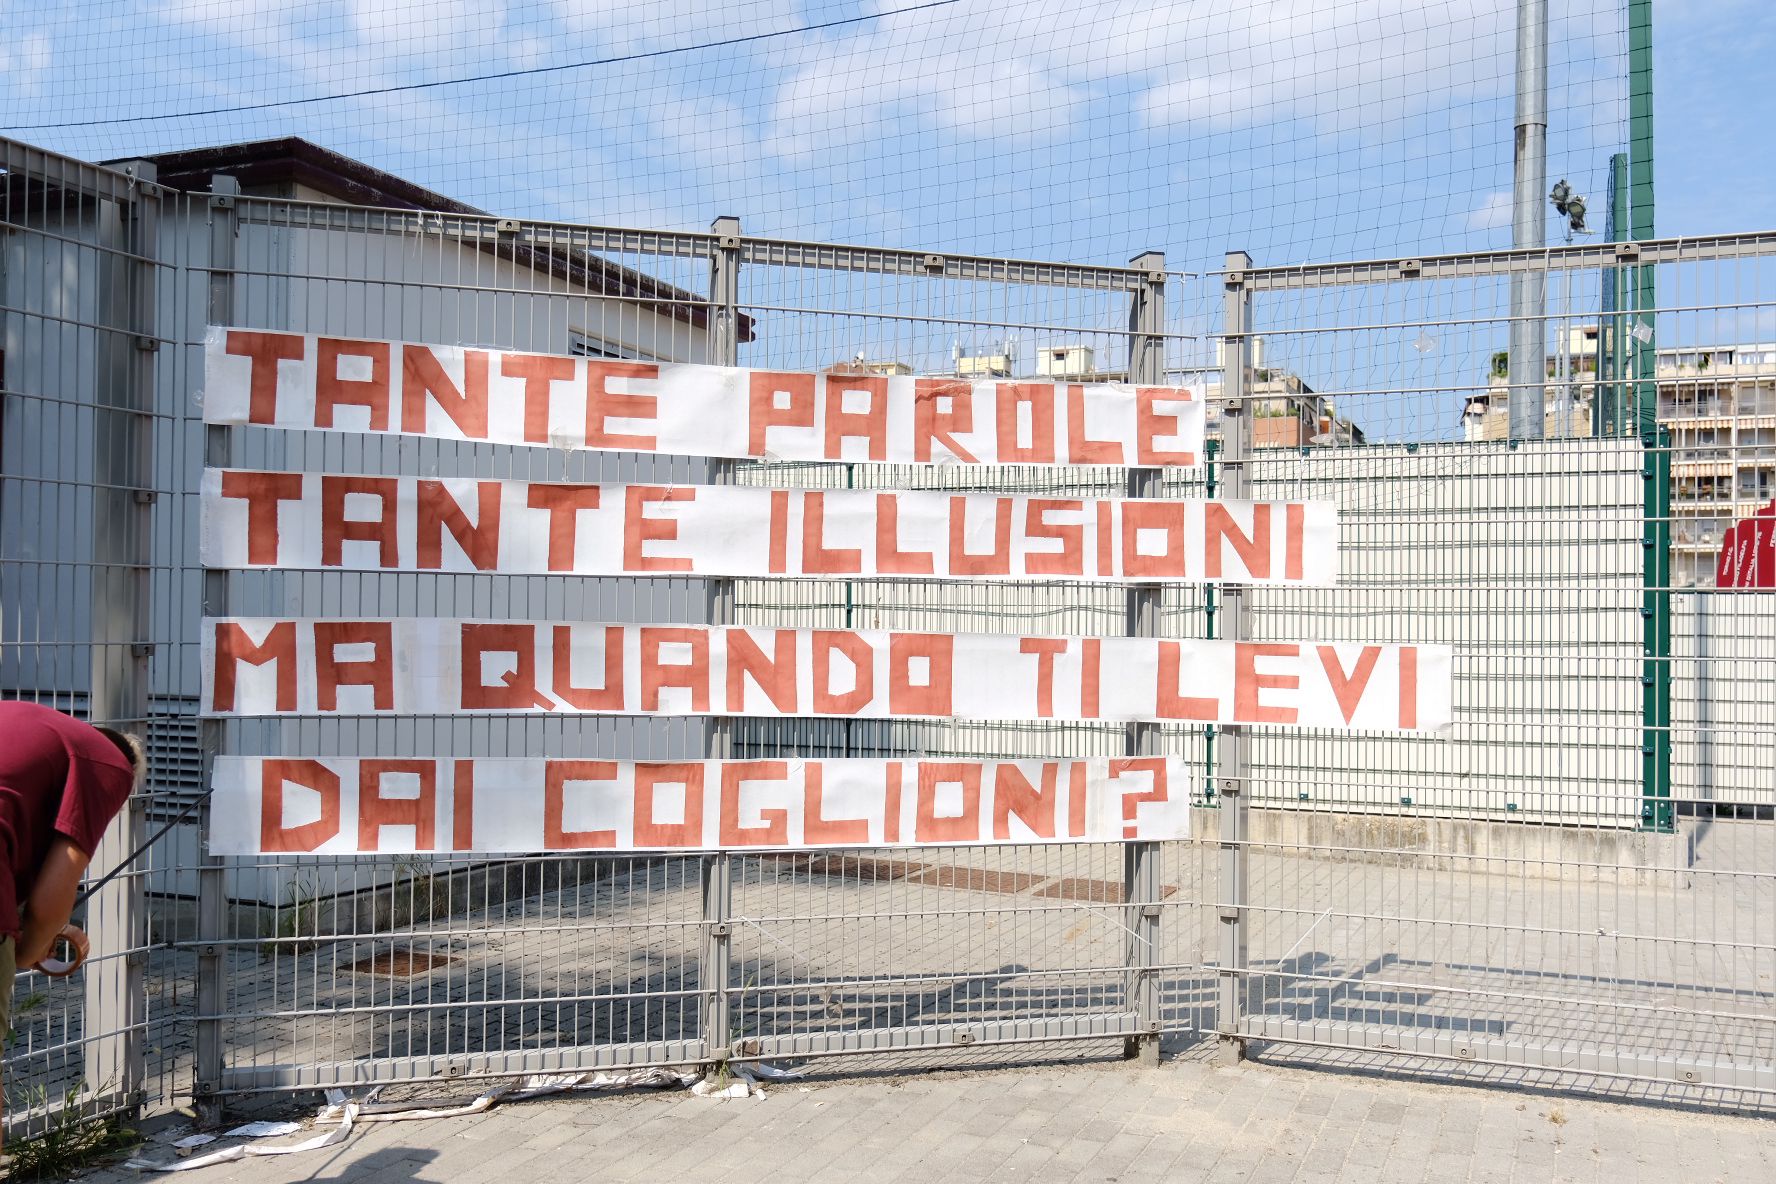 TANTE PAROLE
TANTE ILLUSIONI
MA QUANDO TI LEVI
DAI COGLIONI?